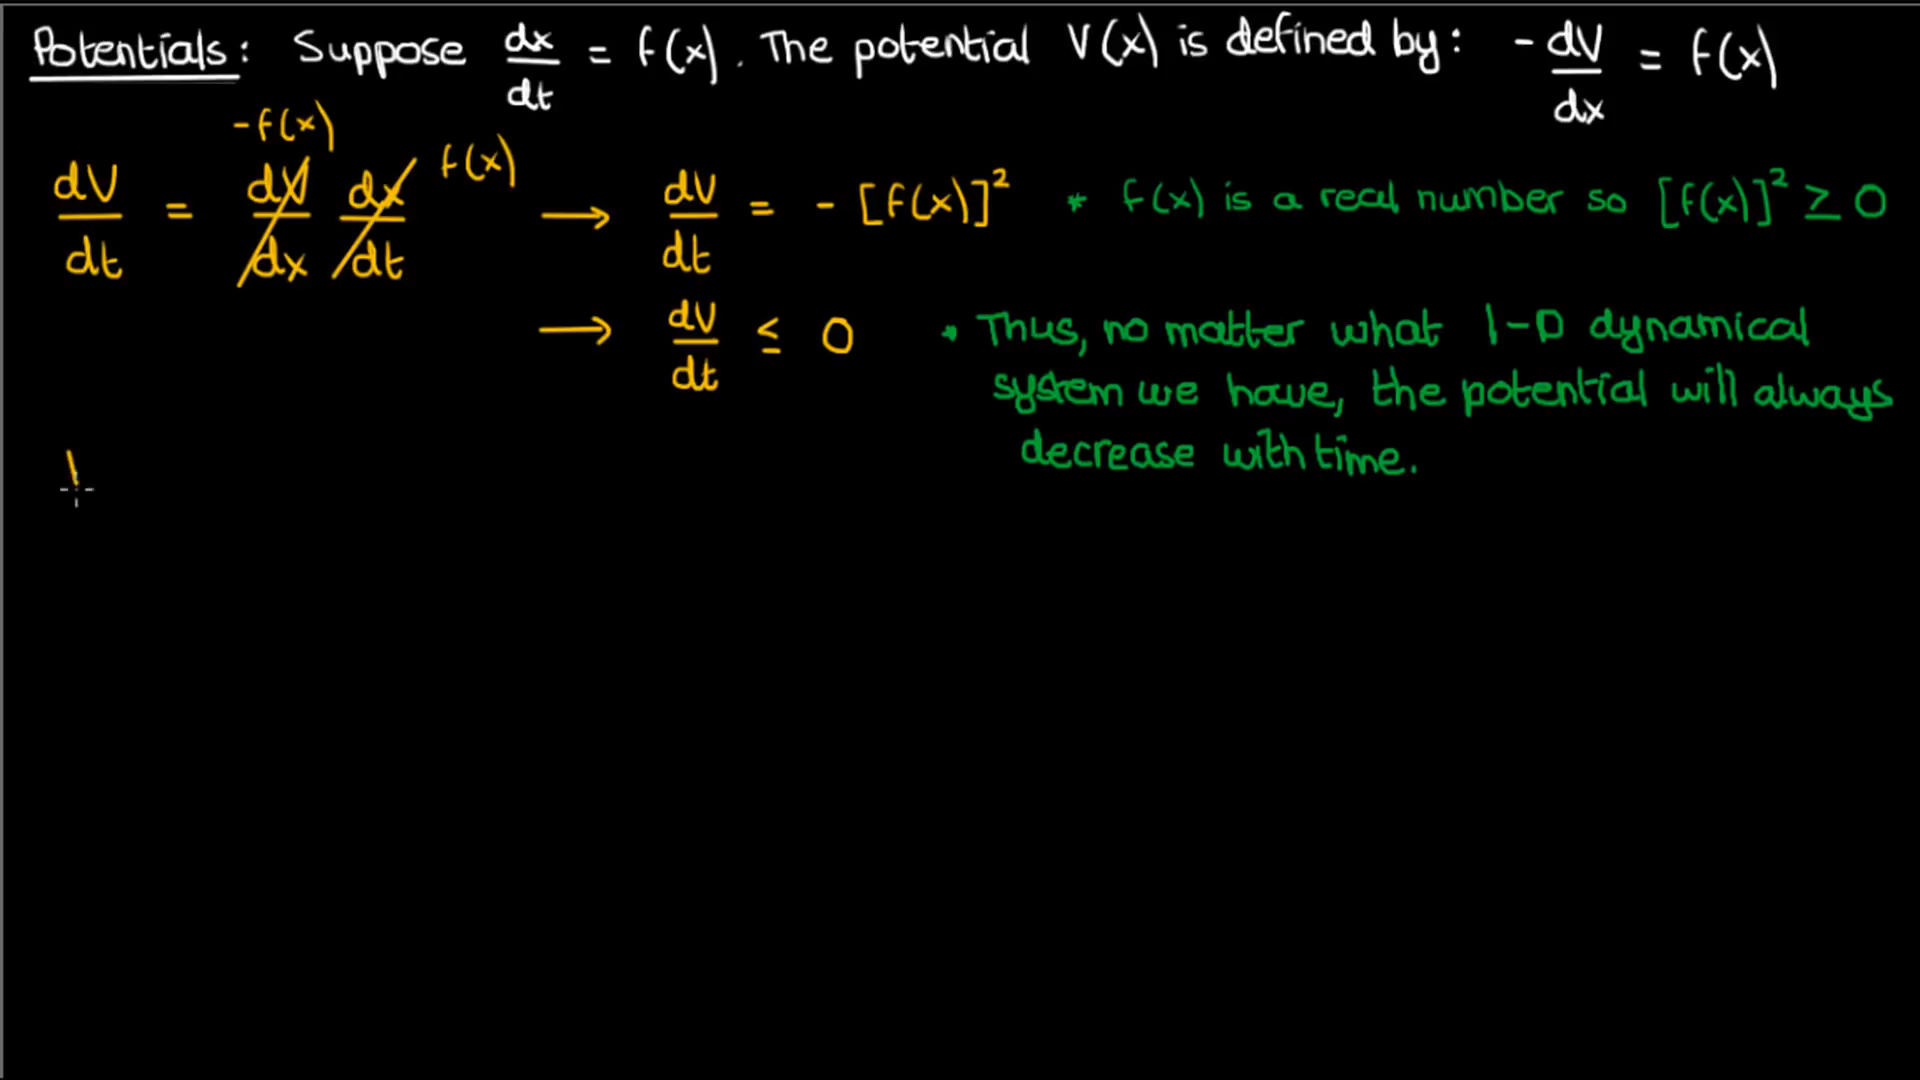 Potentials: Suppose dx/dt = f(x). The potential V(x) is defined by: -dV/dx = f(x)
-f(x) f(x)
dV/dt = dV/dx dx/dt → dV/dt = - [f(x)]² * f(x) is a real number so [f(x)]² ≥ 0
→ dV/dt ≤ 0 * Thus, no matter what 1-D dynamical
system we have, the potential will always
decrease with time.